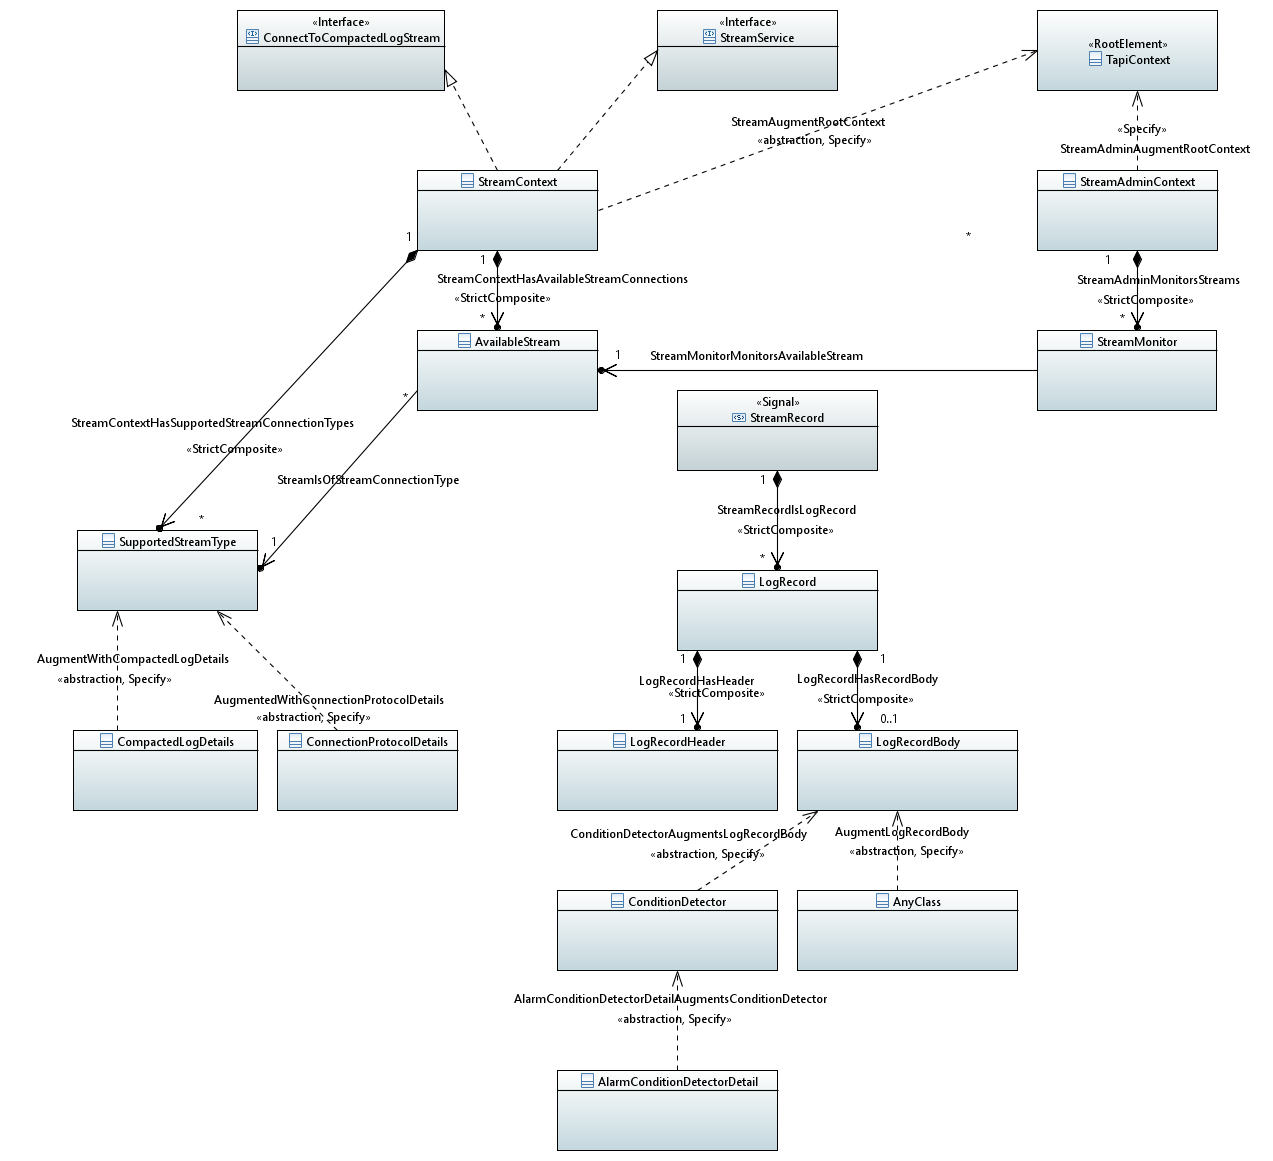 «Interface»
ConnectToCompactedLogStream
«Interface»
StreamService
«RootElement»
TapiContext
StreamAugmentRootContext
«abstraction, Specify»
«Specify»
StreamAdminAugmentRootContext
StreamContext
StreamAdminContext
1
*
1
StreamContextHasAvailableStreamConnections
«StrictComposite»
*
1
StreamAdminMonitorsStreams
«StrictComposite»
*
AvailableStream
StreamMonitor
1
StreamMonitorMonitorsAvailableStream
*
«Signal»
StreamRecord
StreamContextHasSupportedStreamConnectionTypes
«StrictComposite»
StreamIsOfStreamConnectionType
1
StreamRecordIsLogRecord
«StrictComposite»
*
*
1
SupportedStreamType
LogRecord
AugmentWithCompactedLogDetails
«abstraction, Specify»
AugmentedWithConnectionProtocolDetails
«abstraction, Specify»
1
LogRecordHasHeader
«StrictComposite»
1
1
LogRecordHasRecordBody
«StrictComposite»
0..1
CompactedLogDetails
ConnectionProtocolDetails
LogRecordHeader
LogRecordBody
ConditionDetectorAugmentsLogRecordBody
«abstraction, Specify»
AugmentLogRecordBody
«abstraction, Specify»
ConditionDetector
AnyClass
AlarmConditionDetectorDetailAugmentsConditionDetector
«abstraction, Specify»
AlarmConditionDetectorDetail